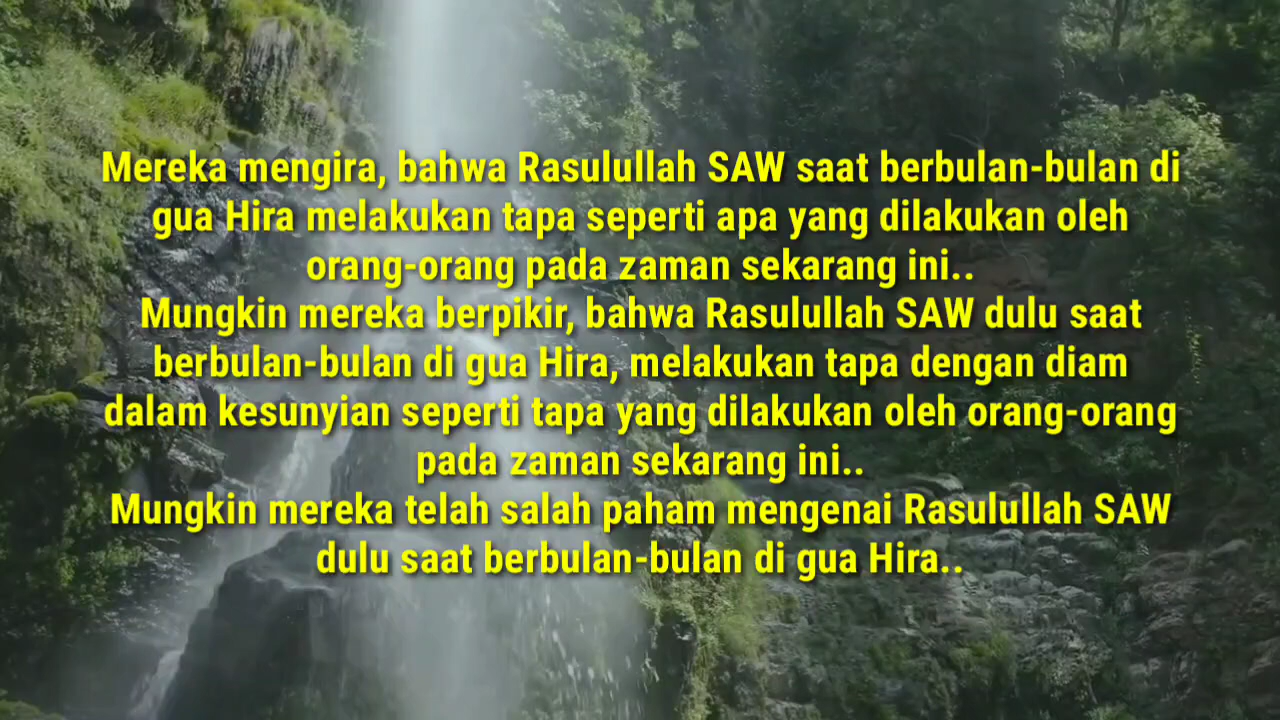 Mereka mengira, bahwa Rasulullah SAW saat berbulan-bulan di
gua Hira melakukan tapa seperti apa yang dilakukan oleh
orang-orang pada zaman sekarang ini..
Mungkin mereka berpikir, bahwa Rasulullah SAW dulu saat
berbulan-bulan di gua Hira, melakukan tapa dengan diam
dalam kesunyian seperti tapa yang dilakukan oleh orang-orang
pada zaman sekarang ini..
Mungkin mereka telah salah paham mengenai Rasulullah SAW
dulu saat berbulan-bulan di gua Hira..